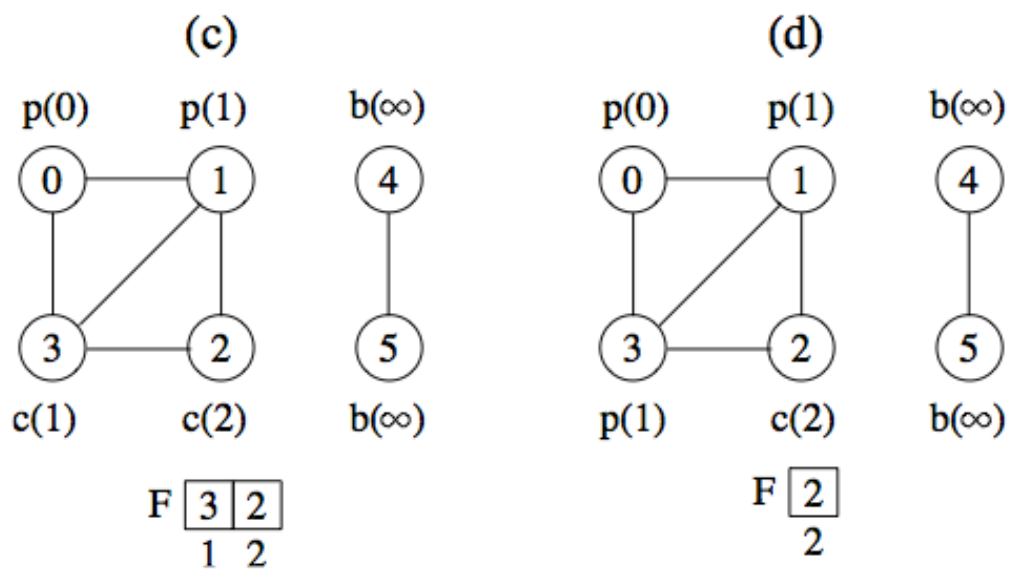 (c) (d)
p(0) p(1) b(∞) p(0) p(1) b(∞)
0 1 4 0 1 4
3 2 5 3 2 5
c(1) c(2) b(∞) p(1) c(2) b(∞)
F 3 2 F 2
1 2 2